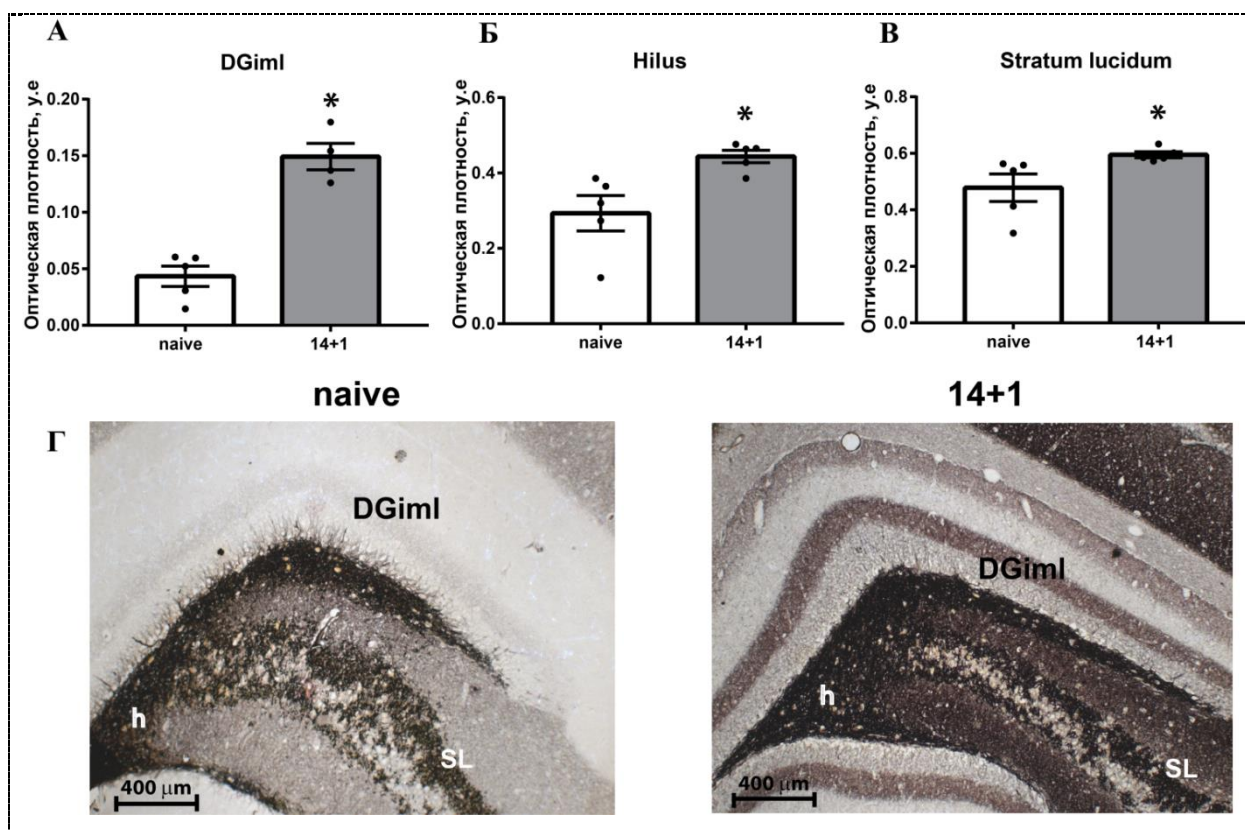 А
DGiml
Оптическая плотность, у.е
0.20
0.15
0.10
0.05
0.00
*
naive
14+1
Б
Hilus
Оптическая плотность, у.е
0.6
0.4
0.2
0.0
*
naive
14+1
В
Stratum lucidum
Оптическая плотность, у.е
0.8
0.6
0.4
0.2
0.0
*
naive
14+1
Г
naive
DGiml
h
SL
400 μm
14+1
DGiml
h
SL
400 μm